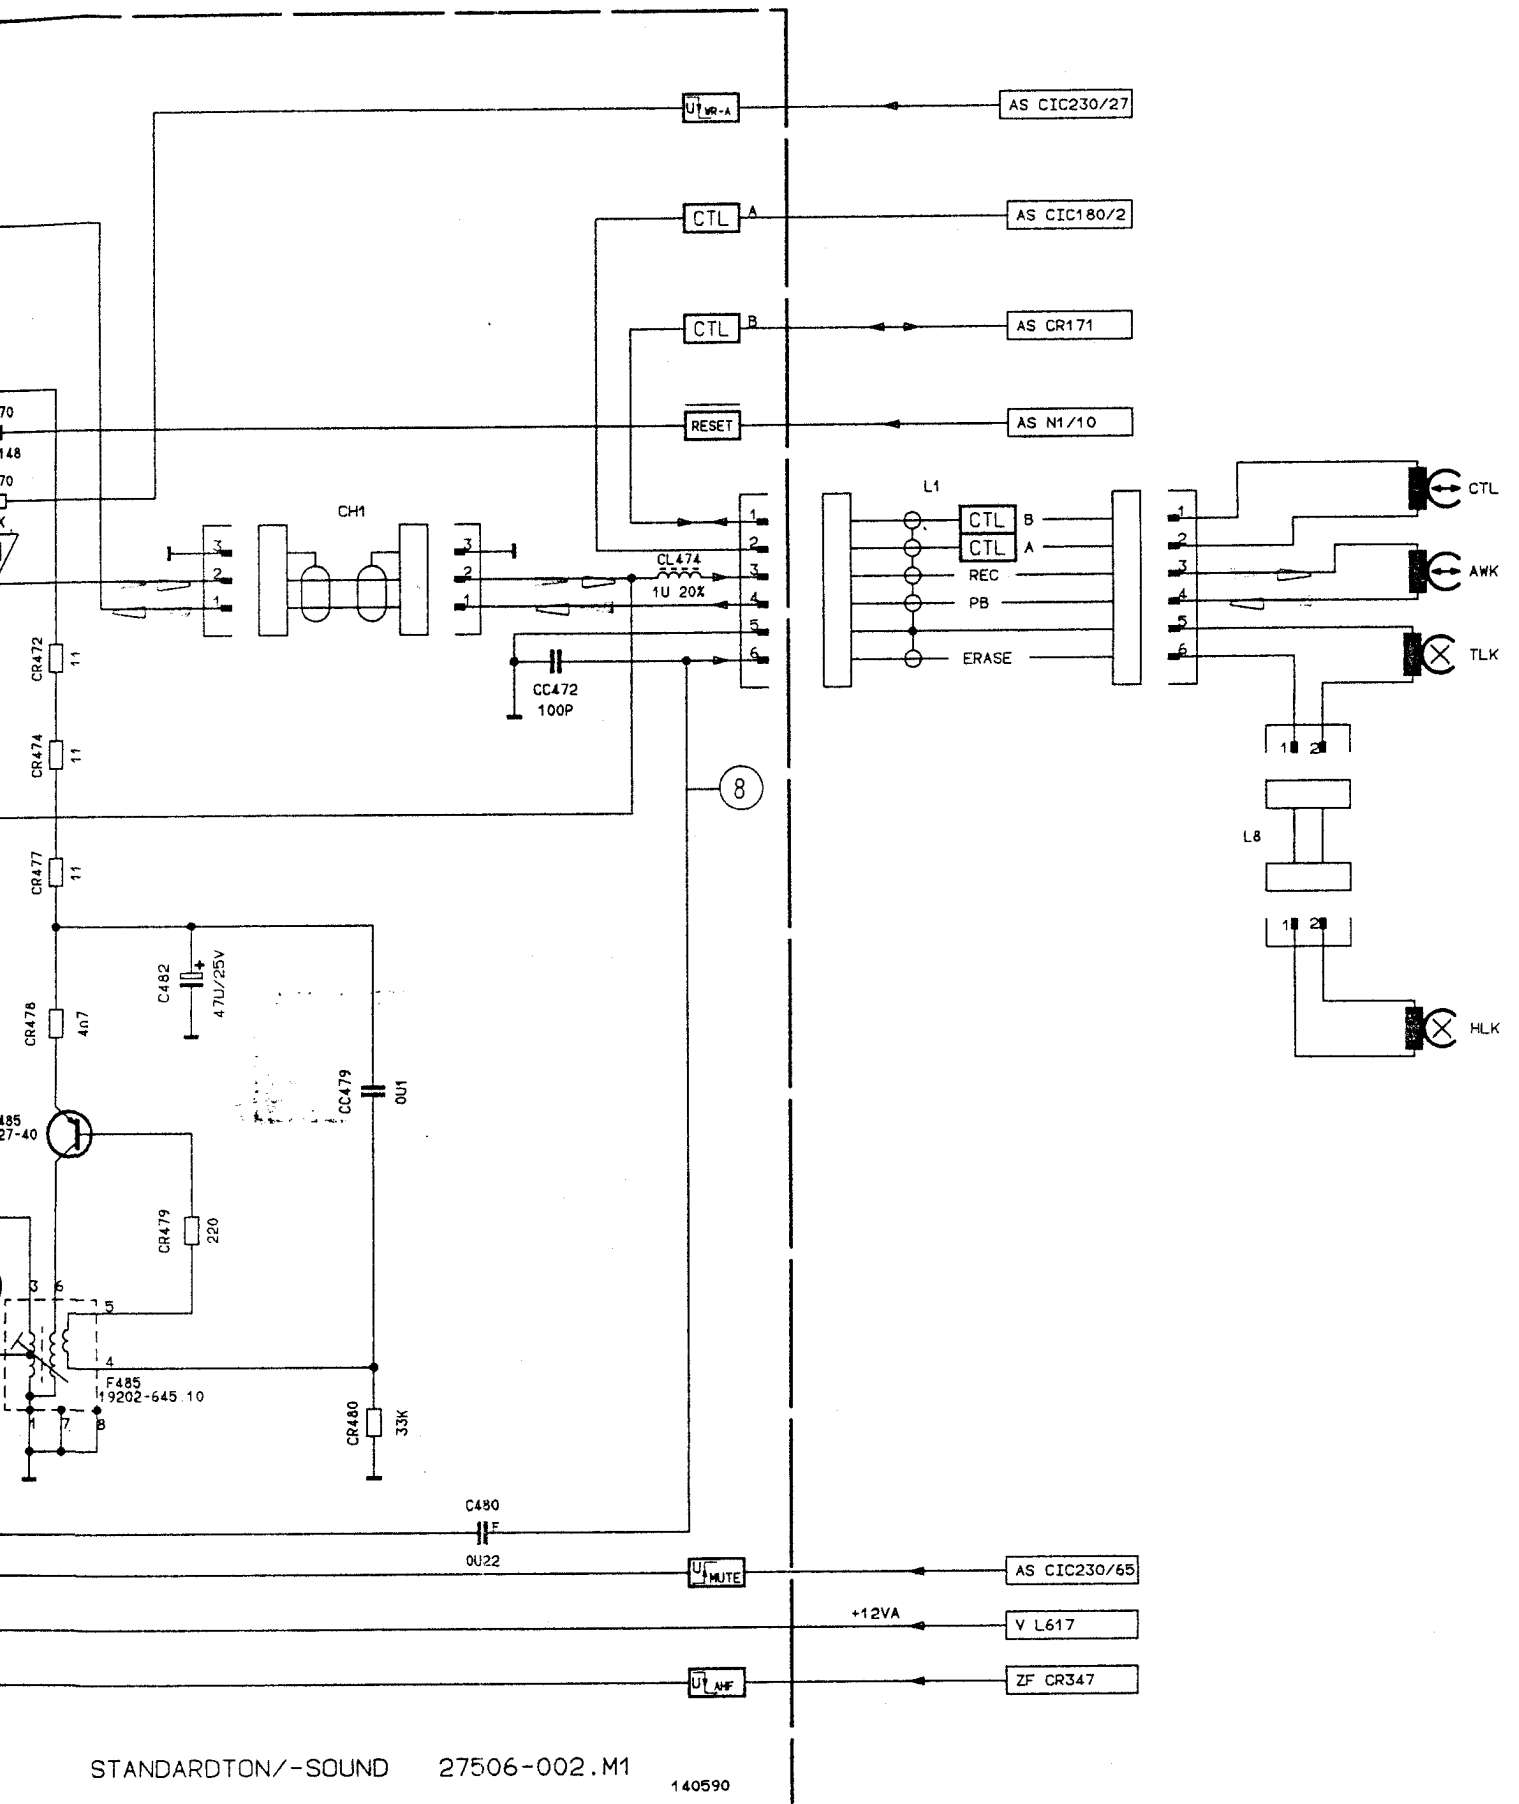 U WR-A
AS CIC230/27
CTL A
AS CIC180/2
CTL B
AS CR171
RESET
AS N1/10
70
148
70
X
CH1
3
2
1
3
2
1
CL474
1U 20%
1
2
3
4
5
6
CC472
100P
L1
CTL B
CTL A
REC
PB
ERASE
1
2
3
4
5
6
CTL
AWK
TLK
1 2
L8
1 2
HLK
8
CR472
11
CR474
11
CR477
11
C482
+
47U/25V
CR478
4Ω7
CC479
0U1
485
27-40
CR479
220
3 6
5
4
F485
19202-645.10
1 7 8
CR480
33K
C480
F
0U22
U MUTE
AS CIC230/65
+12VA
V L617
U AHF
ZF CR347
STANDARDTON/-SOUND 27506-002.M1
140590